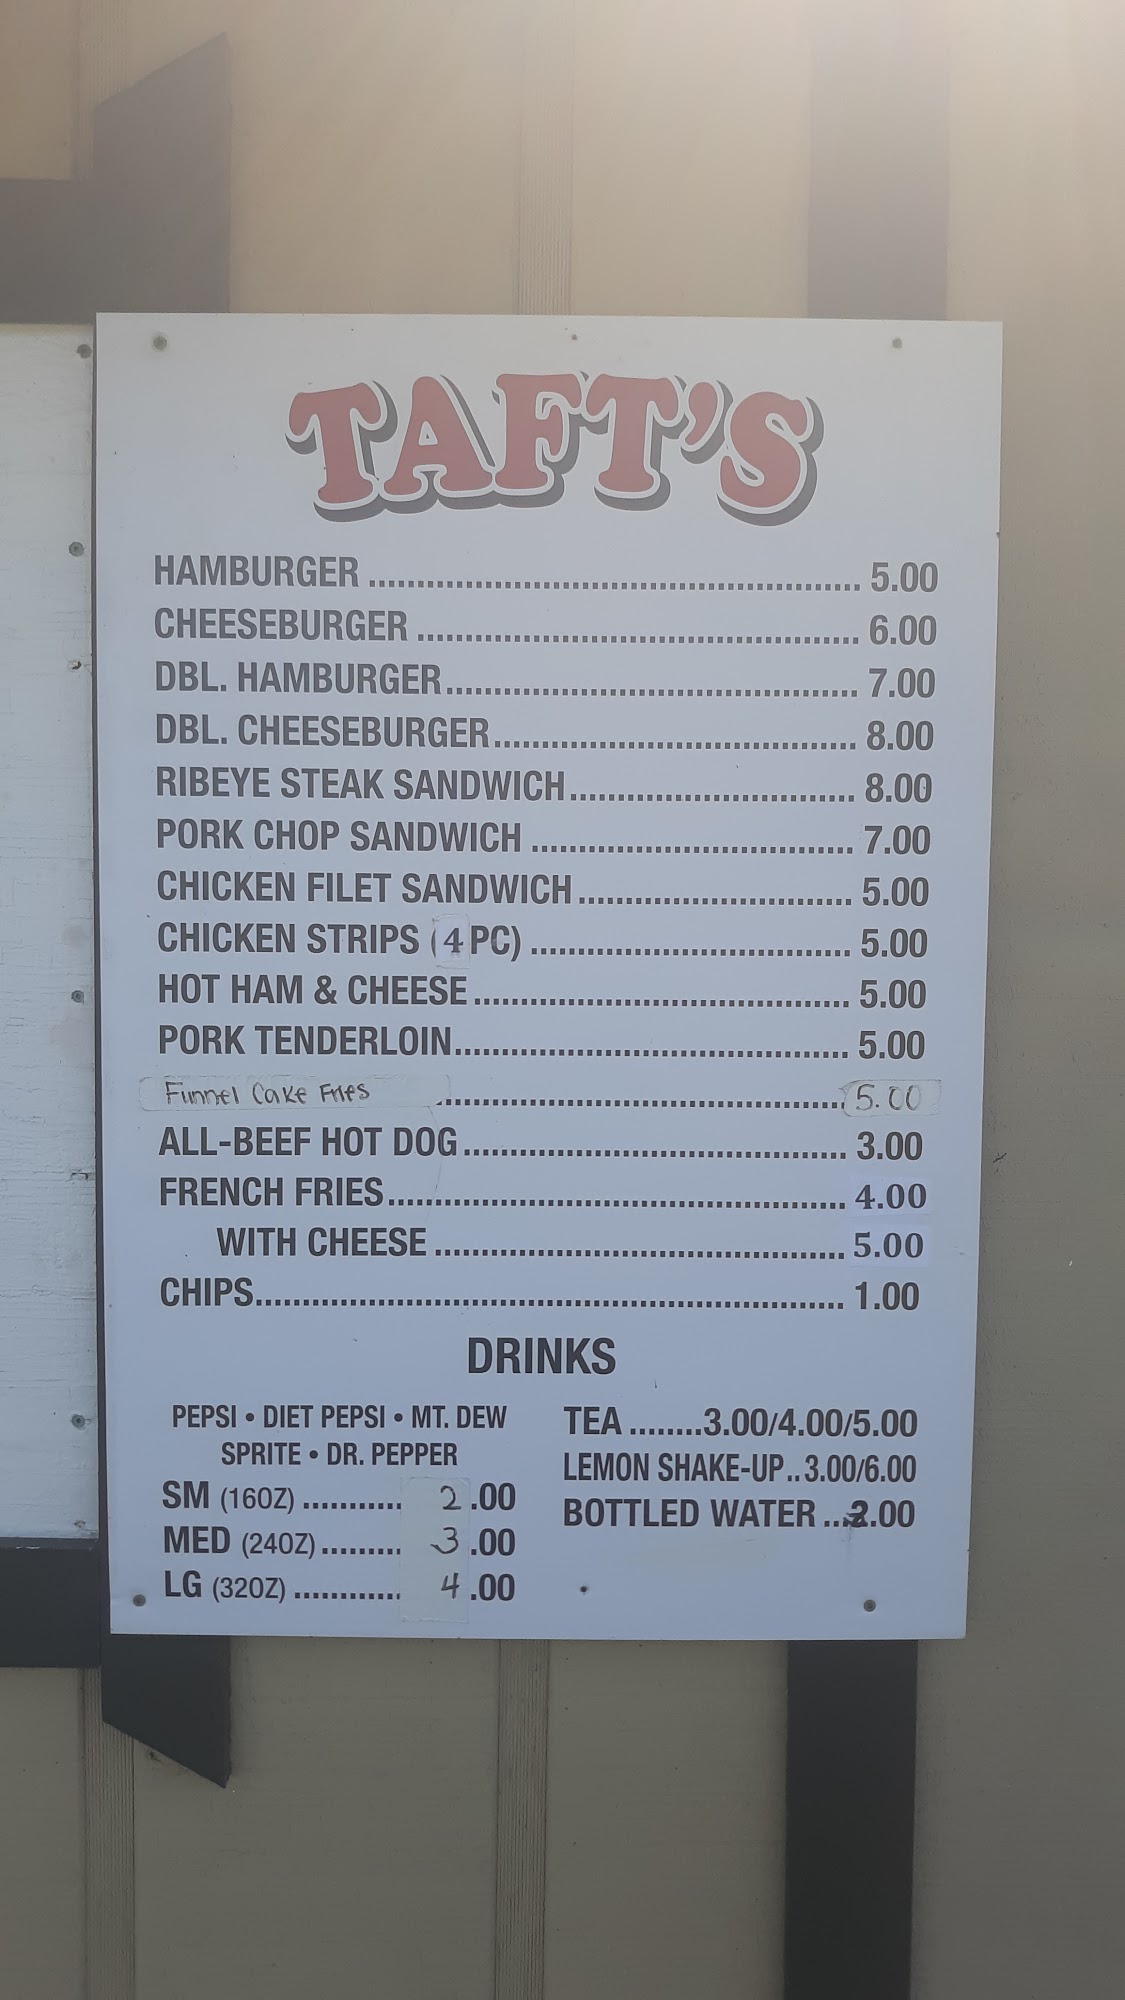 TAFT'S
HAMBURGER .................................................. 5.00
CHEESEBURGER ............................................. 6.00
DBL. HAMBURGER.......................................... 7.00
DBL. CHEESEBURGER..................................... 8.00
RIBEYE STEAK SANDWICH............................. 8.00
PORK CHOP SANDWICH ................................. 7.00
CHICKEN FILET SANDWICH............................ 5.00
CHICKEN STRIPS (4 PC) ................................. 5.00
HOT HAM & CHEESE....................................... 5.00
PORK TENDERLOIN......................................... 5.00
Funnel Cake Fries .......................................... 5.00
ALL-BEEF HOT DOG........................................ 3.00
FRENCH FRIES................................................ 4.00
WITH CHEESE........................................... 5.00
CHIPS.............................................................. 1.00
DRINKS
PEPSI • DIET PEPSI • MT. DEW
SPRITE • DR. PEPPER
SM (16OZ) ........... 2.00
MED (24OZ)......... 3.00
LG (32OZ) ............ 4.00
TEA ........3.00/4.00/5.00
LEMON SHAKE-UP..3.00/6.00
BOTTLED WATER ...2.00